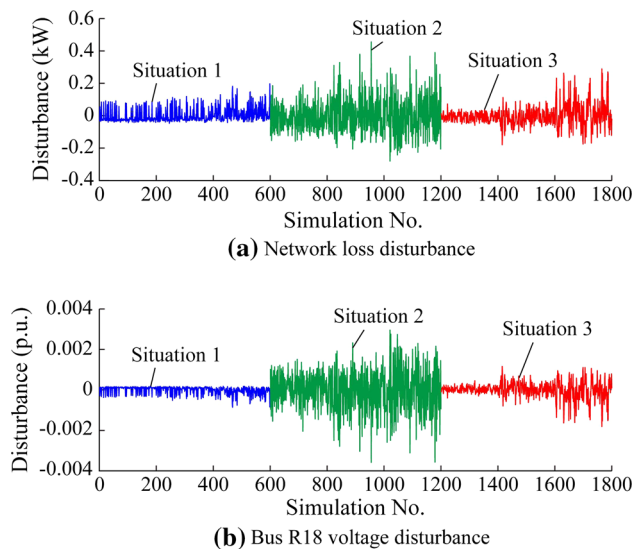 0.6
0.4
0.2
0
-0.2
-0.4
Disturbance (kW)
Situation 1
Situation 2
Situation 3
0 200 400 600 800 1000 1200 1400 1600 1800
Simulation No.
(a) Network loss disturbance
0.004
0.002
0
-0.002
-0.004
Disturbance (p.u.)
Situation 1
Situation 2
Situation 3
0 200 400 600 800 1000 1200 1400 1600 1800
Simulation No.
(b) Bus R18 voltage disturbance